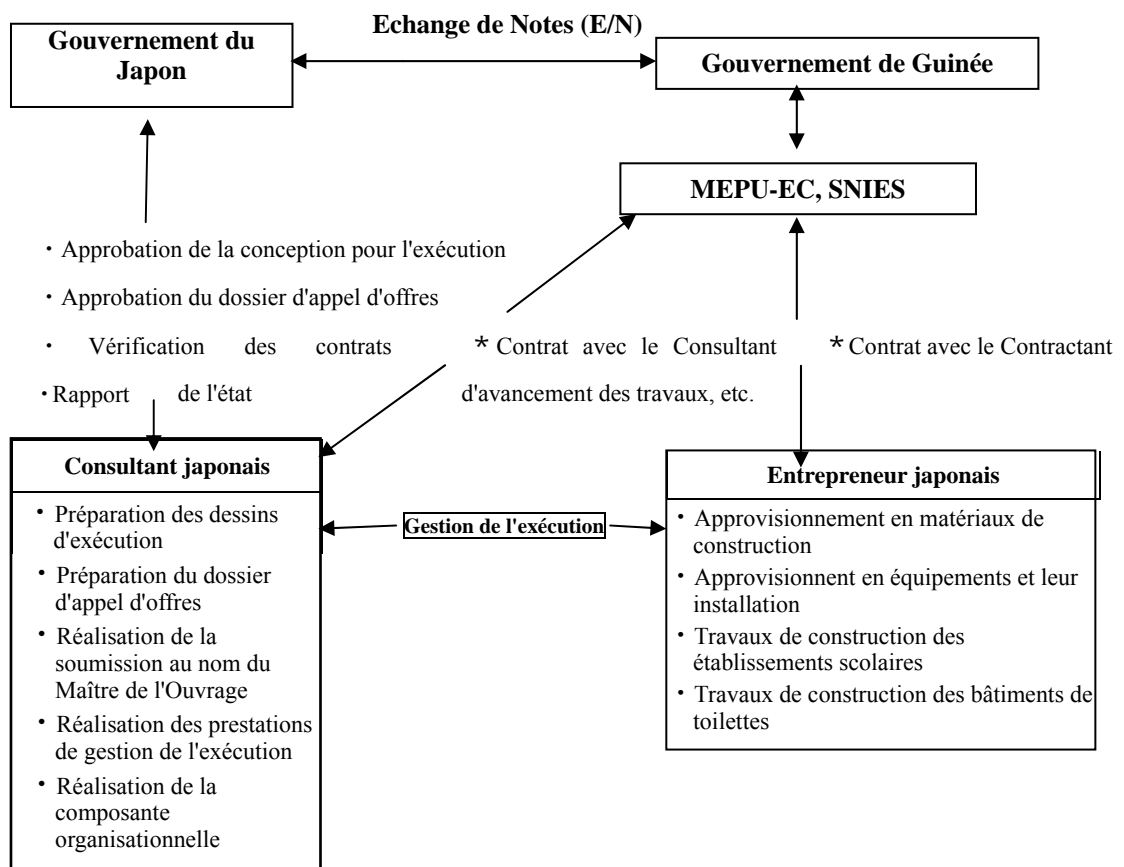 Echange de Notes (E/N)
Gouvernement du
Japon
Gouvernement de Guinée
MEPU-EC, SNIES
・Approbation de la conception pour l'exécution
・Approbation du dossier d'appel d'offres
・ Vérification des contrats
* Contrat avec le Consultant
* Contrat avec le Contractant
・Rapport de l'état
d'avancement des travaux, etc.
Consultant japonais
・Préparation des dessins
d'exécution
・Préparation du dossier
d'appel d'offres
・Réalisation de la
soumission au nom du
Maître de l'Ouvrage
・Réalisation des prestations
de gestion de l'exécution
・Réalisation de la
composante
organisationnelle
Gestion de l'exécution
Entrepreneur japonais
・Approvisionnement en matériaux de
construction
・Approvisionnent en équipements et leur
installation
・Travaux de construction des
établissements scolaires
・Travaux de construction des bâtiments de
toilettes